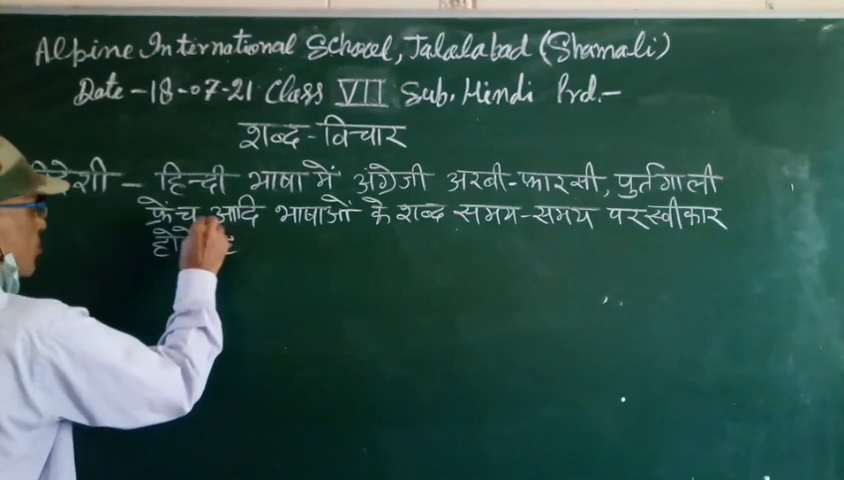 Alpine International School, Jalalabad (Shamali)
Date - 18-07-21 Class VII Sub. Hindi Prd.-
शब्द - विचार
- हिन्दी भाषा में अंग्रेजी अरबी-फारसी, पुर्तगाली
फ्रेंच आदि भाषाओं के शब्द समय-समय पर स्वीकार